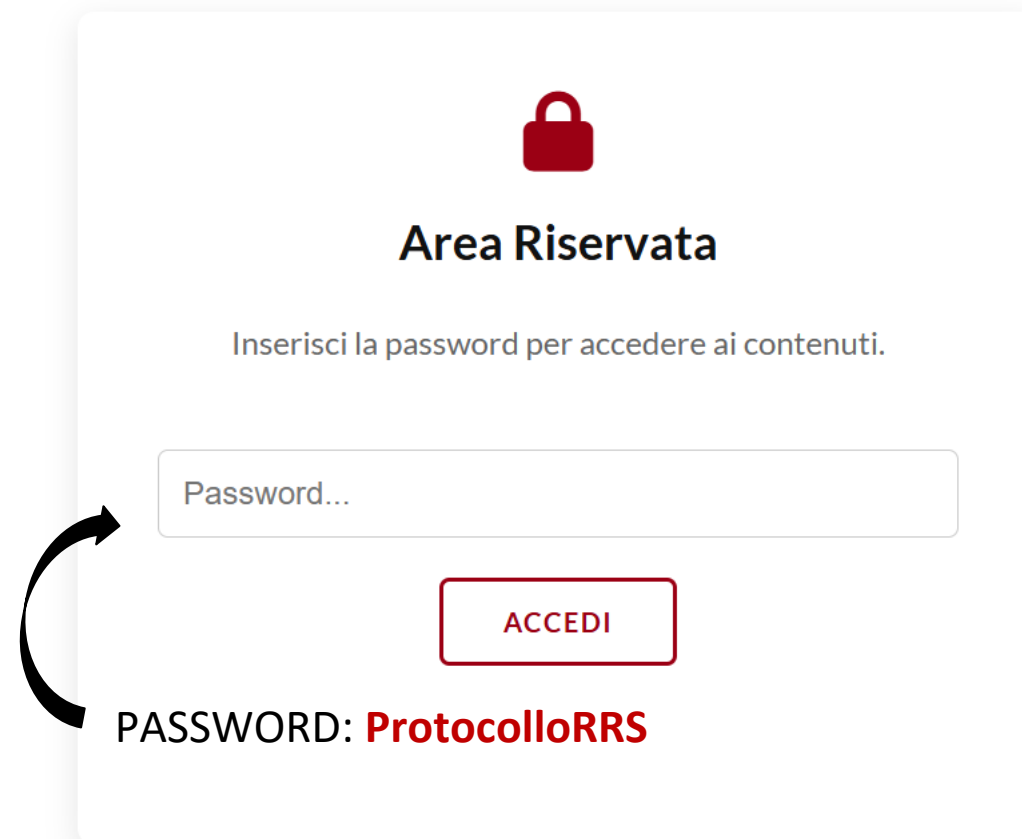 Area Riservata
Inserisci la password per accedere ai contenuti.
Password...
ACCEDI
PASSWORD: ProtocolloRRS